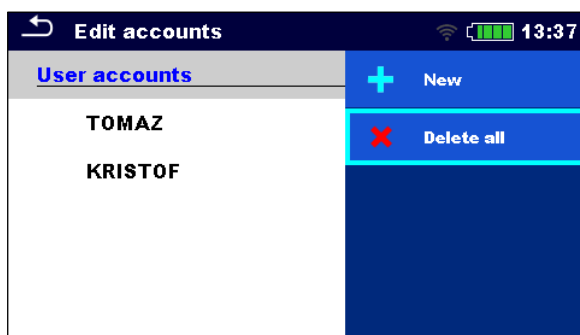 Edit accounts 13:37
User accounts
New
TOMAZ
Delete all
KRISTOF